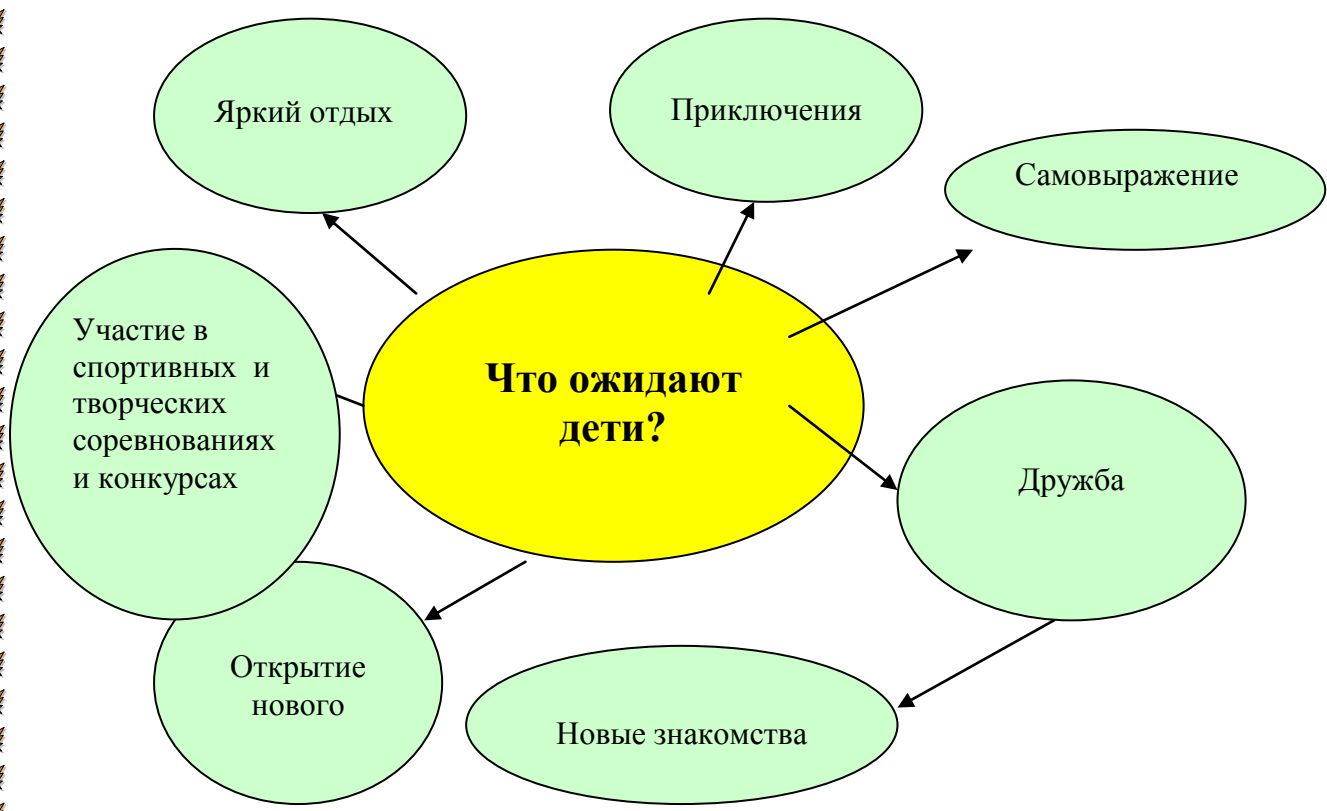 Яркий отдых
Приключения
Самовыражение
Участие в
спортивных и
творческих
соревнованиях
и конкурсах
Что ожидают
дети?
Дружба
Открытие
нового
Новые знакомства